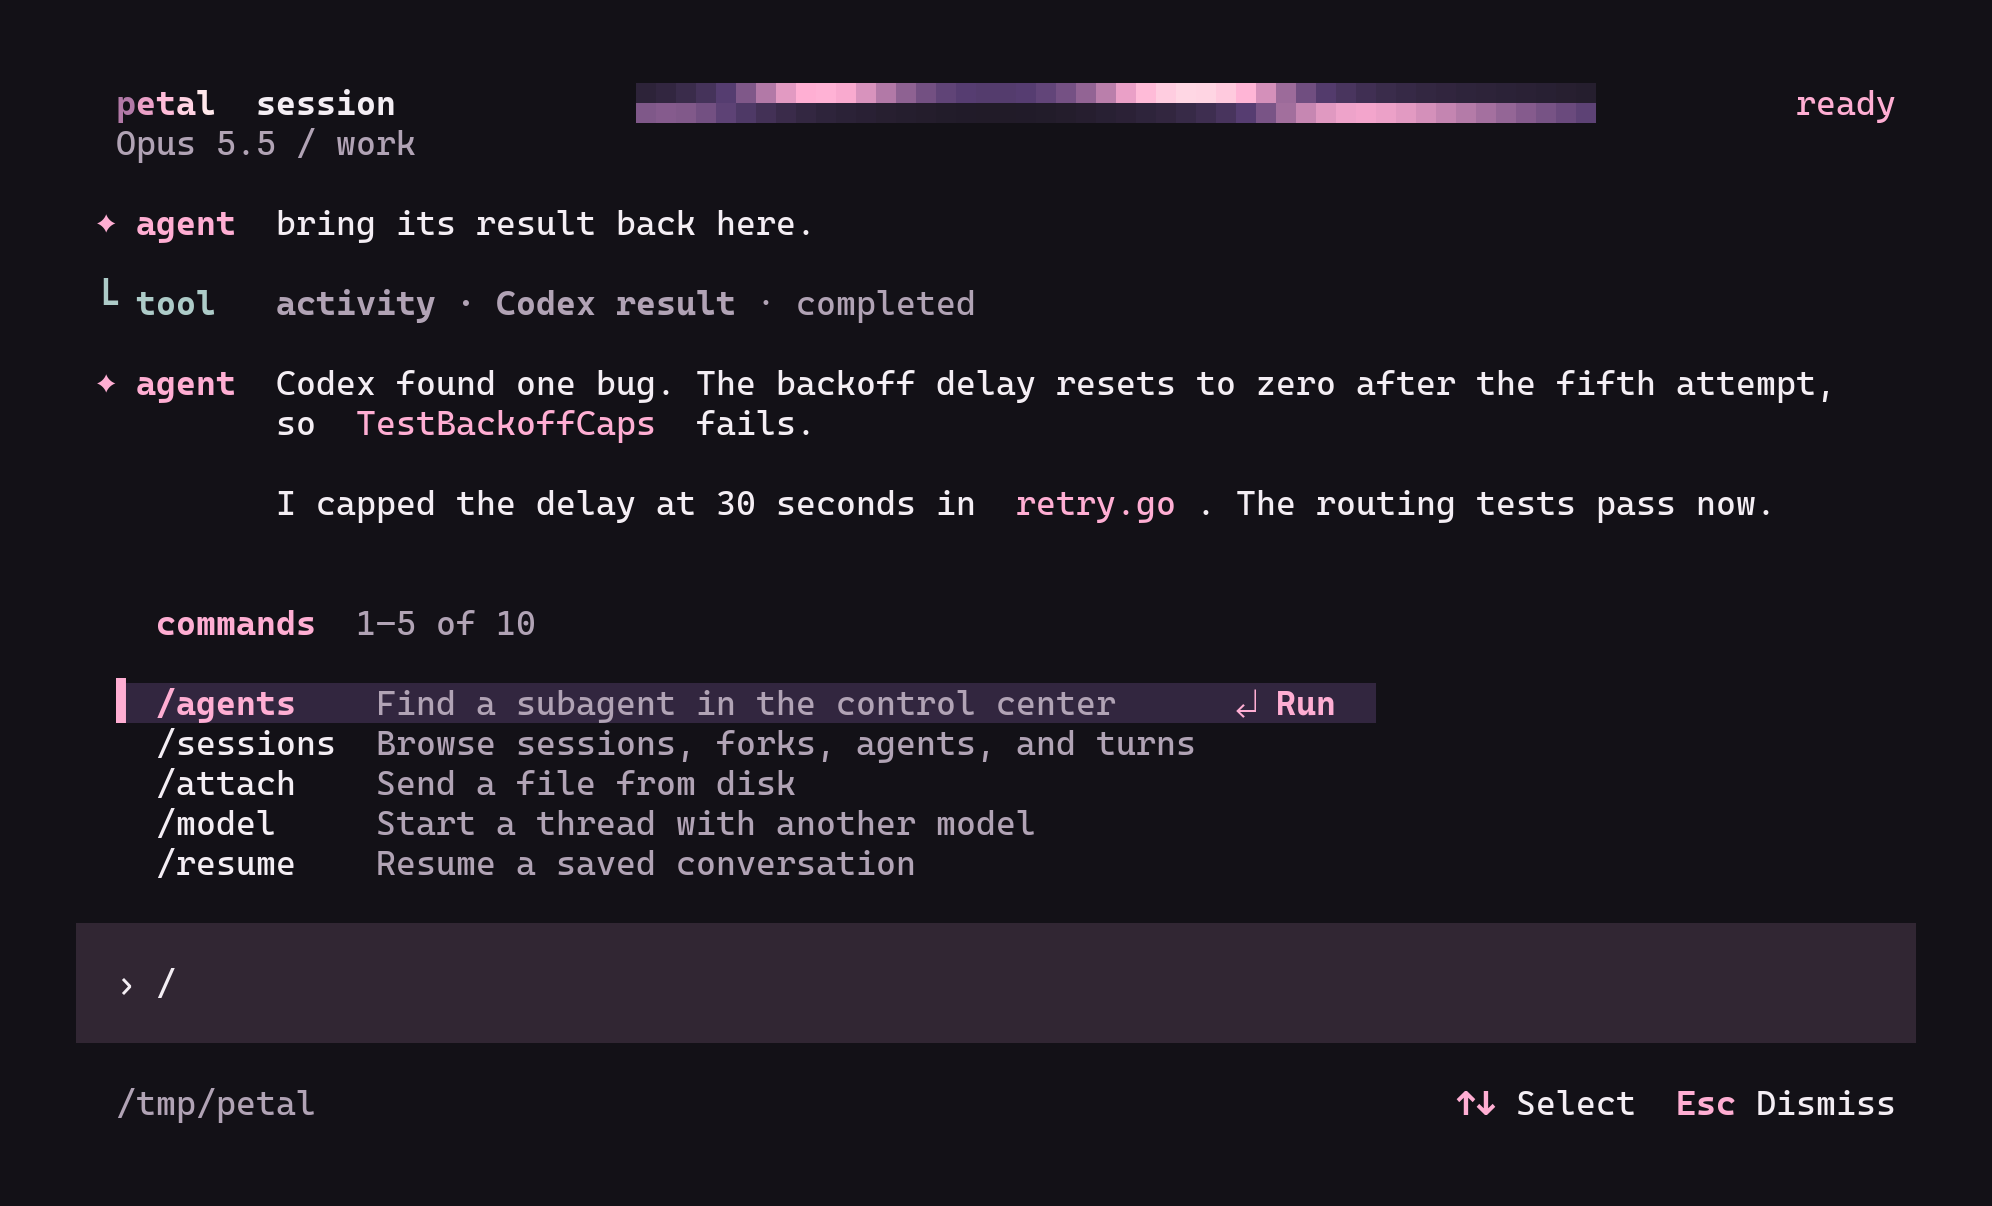 petal  session
ready
Opus 5.5 / work
✦ agent  bring its result back here.
└ tool   activity · Codex result · completed
✦ agent  Codex found one bug. The backoff delay resets to zero after the fifth attempt,
so  TestBackoffCaps  fails.
I capped the delay at 30 seconds in  retry.go . The routing tests pass now.
commands  1–5 of 10
/agents    Find a subagent in the control center      ↲ Run
/sessions  Browse sessions, forks, agents, and turns
/attach    Send a file from disk
/model     Start a thread with another model
/resume    Resume a saved conversation
› /
/tmp/petal
↑↓ Select  Esc Dismiss